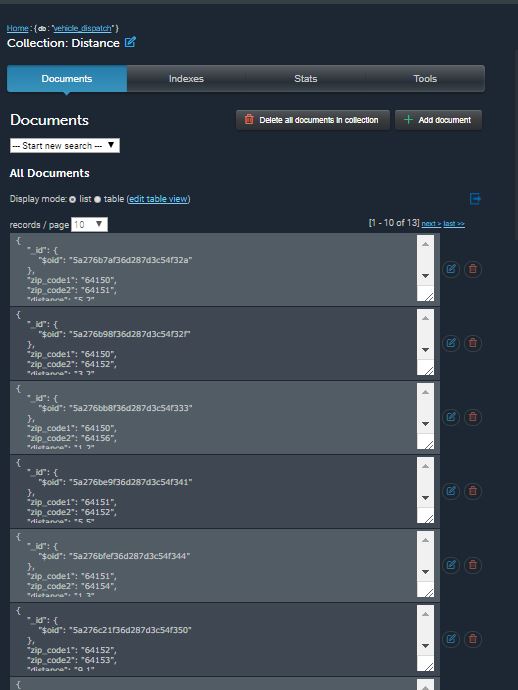 Home : { db : "vehicle_dispatch" }
Collection: Distance
Documents
Indexes
Stats
Tools
Documents
Delete all documents in collection
Add document
--- Start new search ---
All Documents
Display mode: list table (edit table view)
records / page 10
[1 - 10 of 13] next > last >>
{
"_id": {
"$oid": "5a276b7af36d287d3c54f32a"
},
"zip_code1": "64150",
"zip_code2": "64151",
"distance": "5.2"
{
"_id": {
"$oid": "5a276b98f36d287d3c54f32f"
},
"zip_code1": "64150",
"zip_code2": "64152",
"distance": "3.2"
{
"_id": {
"$oid": "5a276bb8f36d287d3c54f333"
},
"zip_code1": "64150",
"zip_code2": "64156",
"distance": "1.2"
{
"_id": {
"$oid": "5a276be9f36d287d3c54f341"
},
"zip_code1": "64151",
"zip_code2": "64152",
"distance": "5.5"
{
"_id": {
"$oid": "5a276bfef36d287d3c54f344"
},
"zip_code1": "64151",
"zip_code2": "64154",
"distance": "1.3"
{
"_id": {
"$oid": "5a276c21f36d287d3c54f350"
},
"zip_code1": "64152",
"zip_code2": "64153",
"distance": "9.1"
{